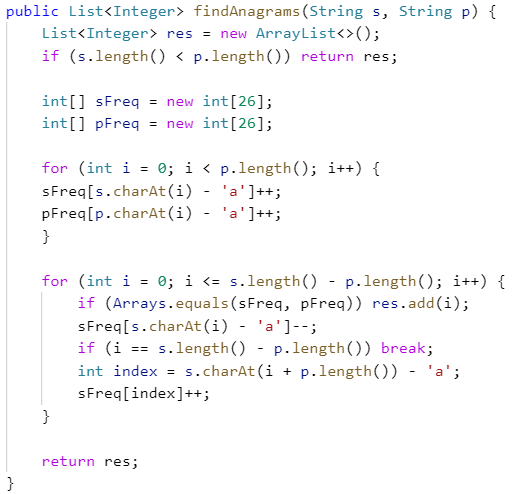 public List<Integer> findAnagrams(String s, String p) {
    List<Integer> res = new ArrayList<>();
    if (s.length() < p.length()) return res;

    int[] sFreq = new int[26];
    int[] pFreq = new int[26];

    for (int i = 0; i < p.length(); i++) {
    sFreq[s.charAt(i) - 'a']++;
    pFreq[p.charAt(i) - 'a']++;
    }

    for (int i = 0; i <= s.length() - p.length(); i++) {
        if (Arrays.equals(sFreq, pFreq)) res.add(i);
        sFreq[s.charAt(i) - 'a']--;
        if (i == s.length() - p.length()) break;
        int index = s.charAt(i + p.length()) - 'a';
        sFreq[index]++;
    }

    return res;
}